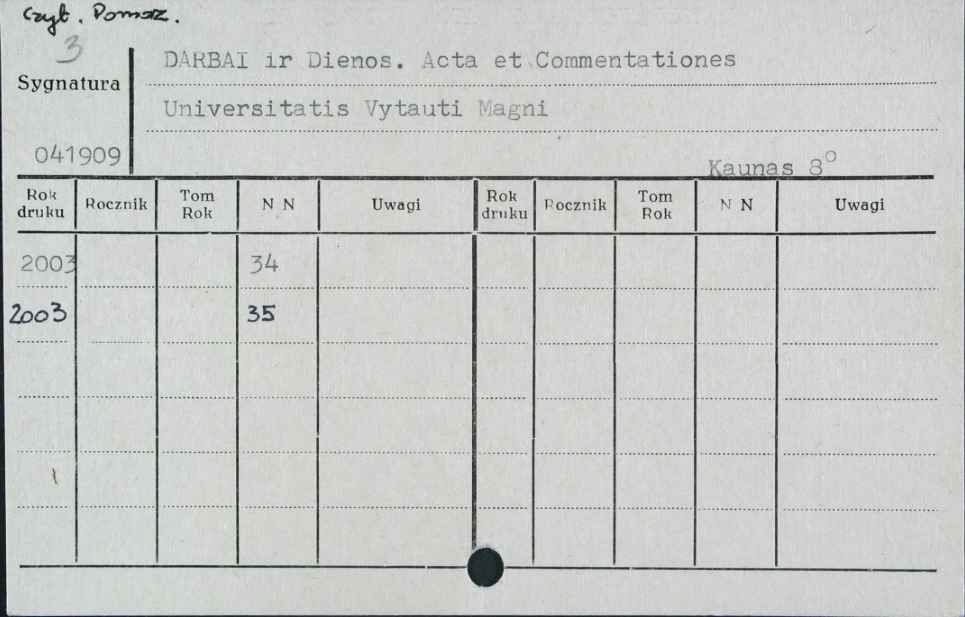 Czyt. Pomoc.
3
Sygnatura
DARBAI ir Dienos. Acta et Commentationes
Universitatis Vytauti Magni
041909
Kaunas 8°
Rok druku Rocznik Tom Rok N N Uwagi Rok druku Rocznik Tom Rok N N Uwagi
2003 34
2003 35